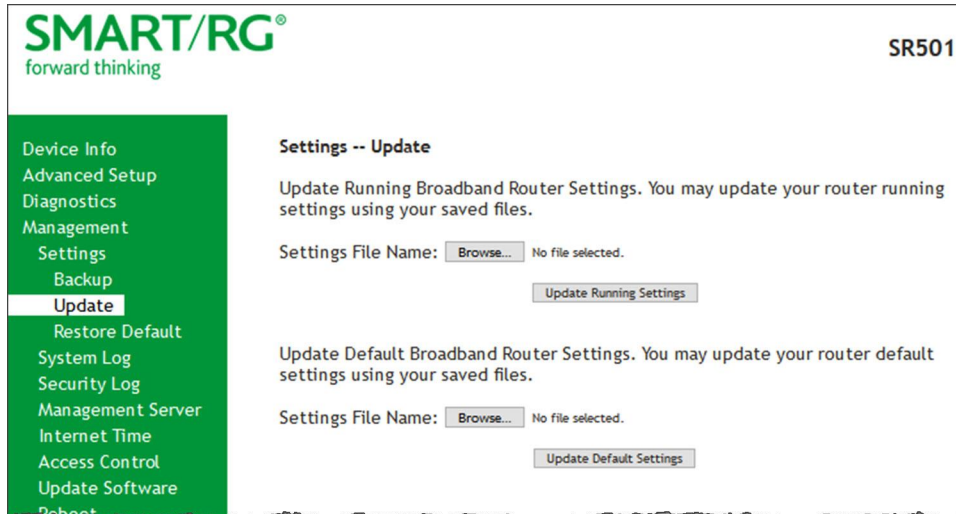 SMART/RG®
forward thinking
SR501
Device Info
Advanced Setup
Diagnostics
Management
Settings
Backup
Update
Restore Default
System Log
Security Log
Management Server
Internet Time
Access Control
Update Software
Reboot
Settings -- Update
Update Running Broadband Router Settings. You may update your router running
settings using your saved files.
Settings File Name: Browse... No file selected.
Update Running Settings
Update Default Broadband Router Settings. You may update your router default
settings using your saved files.
Settings File Name: Browse... No file selected.
Update Default Settings